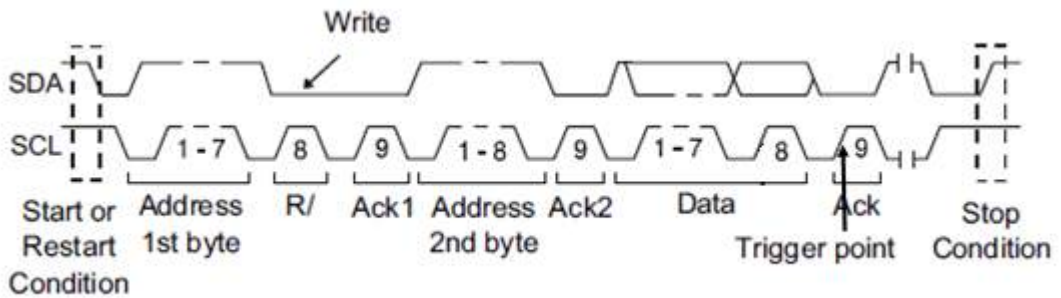 Write
SDA
SCL
1 - 7
8
9
1 - 8
9
1 - 7
8
9
Start or
Restart
Condition
Address
1st byte
R/
Ack1
Address
2nd byte
Ack2
Data
Ack
Trigger point
Stop
Condition